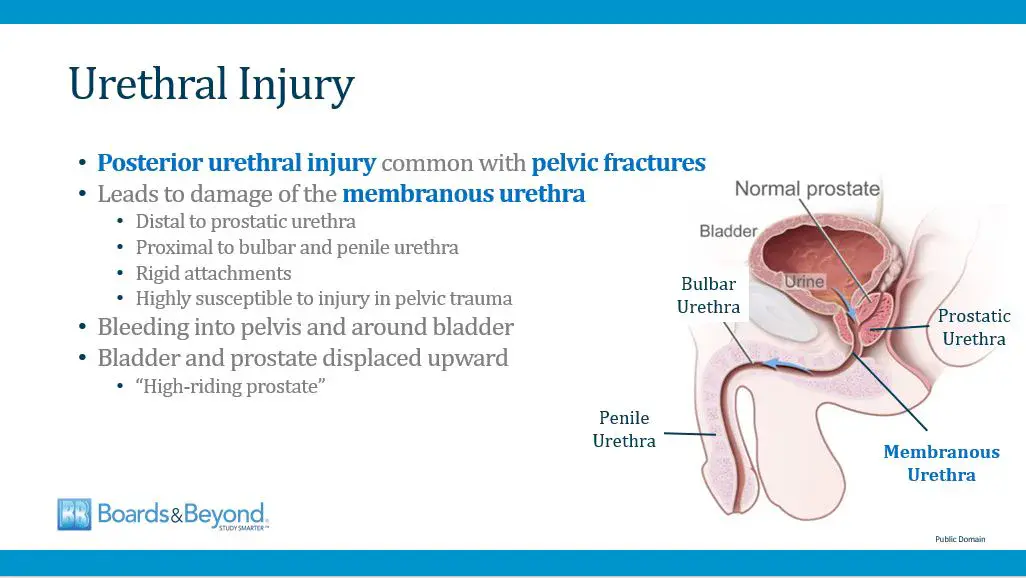 Urethral Injury
• Posterior urethral injury common with pelvic fractures
• Leads to damage of the membranous urethra
• Distal to prostatic urethra
• Proximal to bulbar and penile urethra
• Rigid attachments
• Highly susceptible to injury in pelvic trauma
• Bleeding into pelvis and around bladder
• Bladder and prostate displaced upward
• “High-riding prostate”
Normal prostate
Bladder
Urine
Bulbar
Urethra
Prostatic
Urethra
Penile
Urethra
Membranous
Urethra
BB Boards&Beyond®
STUDY SMARTER™
Public Domain